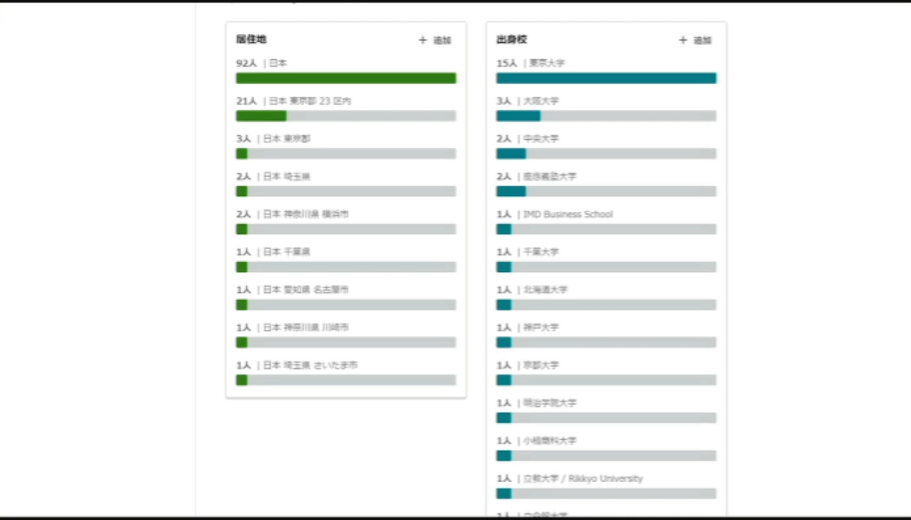 居住地
＋ 追加
92人 | 日本
21人 | 日本 東京都 23 区内
3人 | 日本 東京都
2人 | 日本 埼玉県
2人 | 日本 神奈川県 横浜市
1人 | 日本 千葉県
1人 | 日本 愛知県 名古屋市
1人 | 日本 神奈川県 川崎市
1人 | 日本 埼玉県 さいたま市
出身校
＋ 追加
15人 | 東京大学
3人 | 大阪大学
2人 | 中央大学
2人 | 慶應義塾大学
1人 | IMD Business School
1人 | 千葉大学
1人 | 北海道大学
1人 | 神戸大学
1人 | 京都大学
1人 | 明治学院大学
1人 | 小樽商科大学
1人 | 立教大学 / Rikkyo University